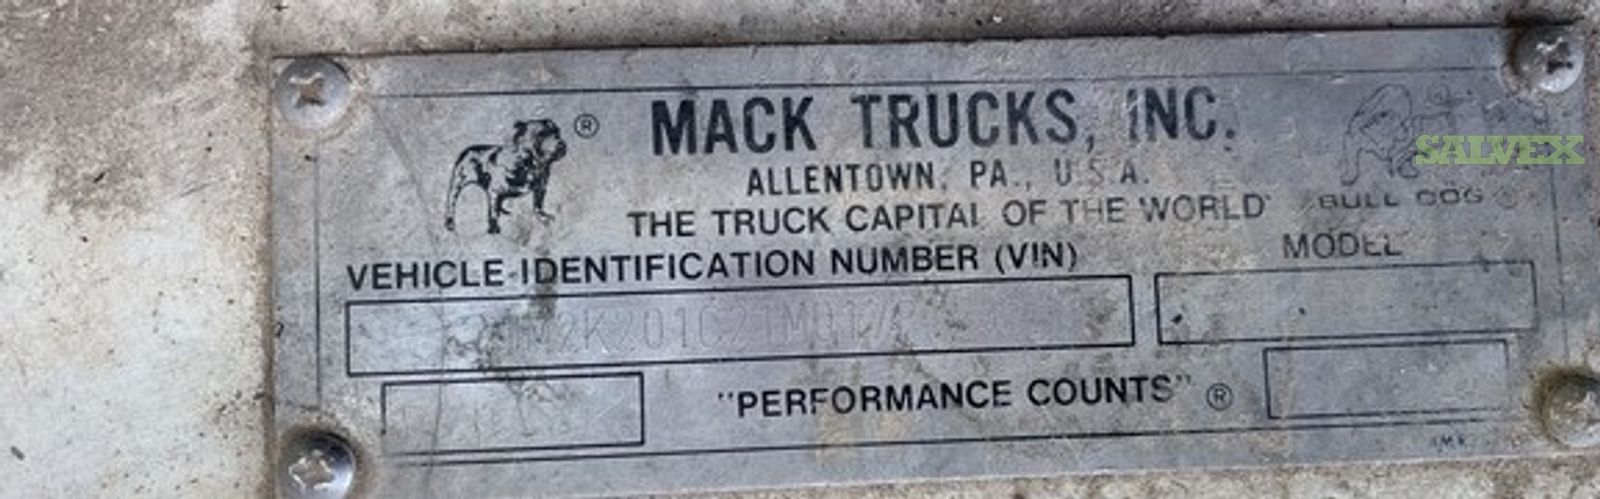 MACK TRUCKS, INC.
ALLENTOWN, PA., U.S.A.
THE TRUCK CAPITAL OF THE WORLD
BULL DOG
SALVEX
VEHICLE IDENTIFICATION NUMBER (VIN)
MODEL
"PERFORMANCE COUNTS" ®